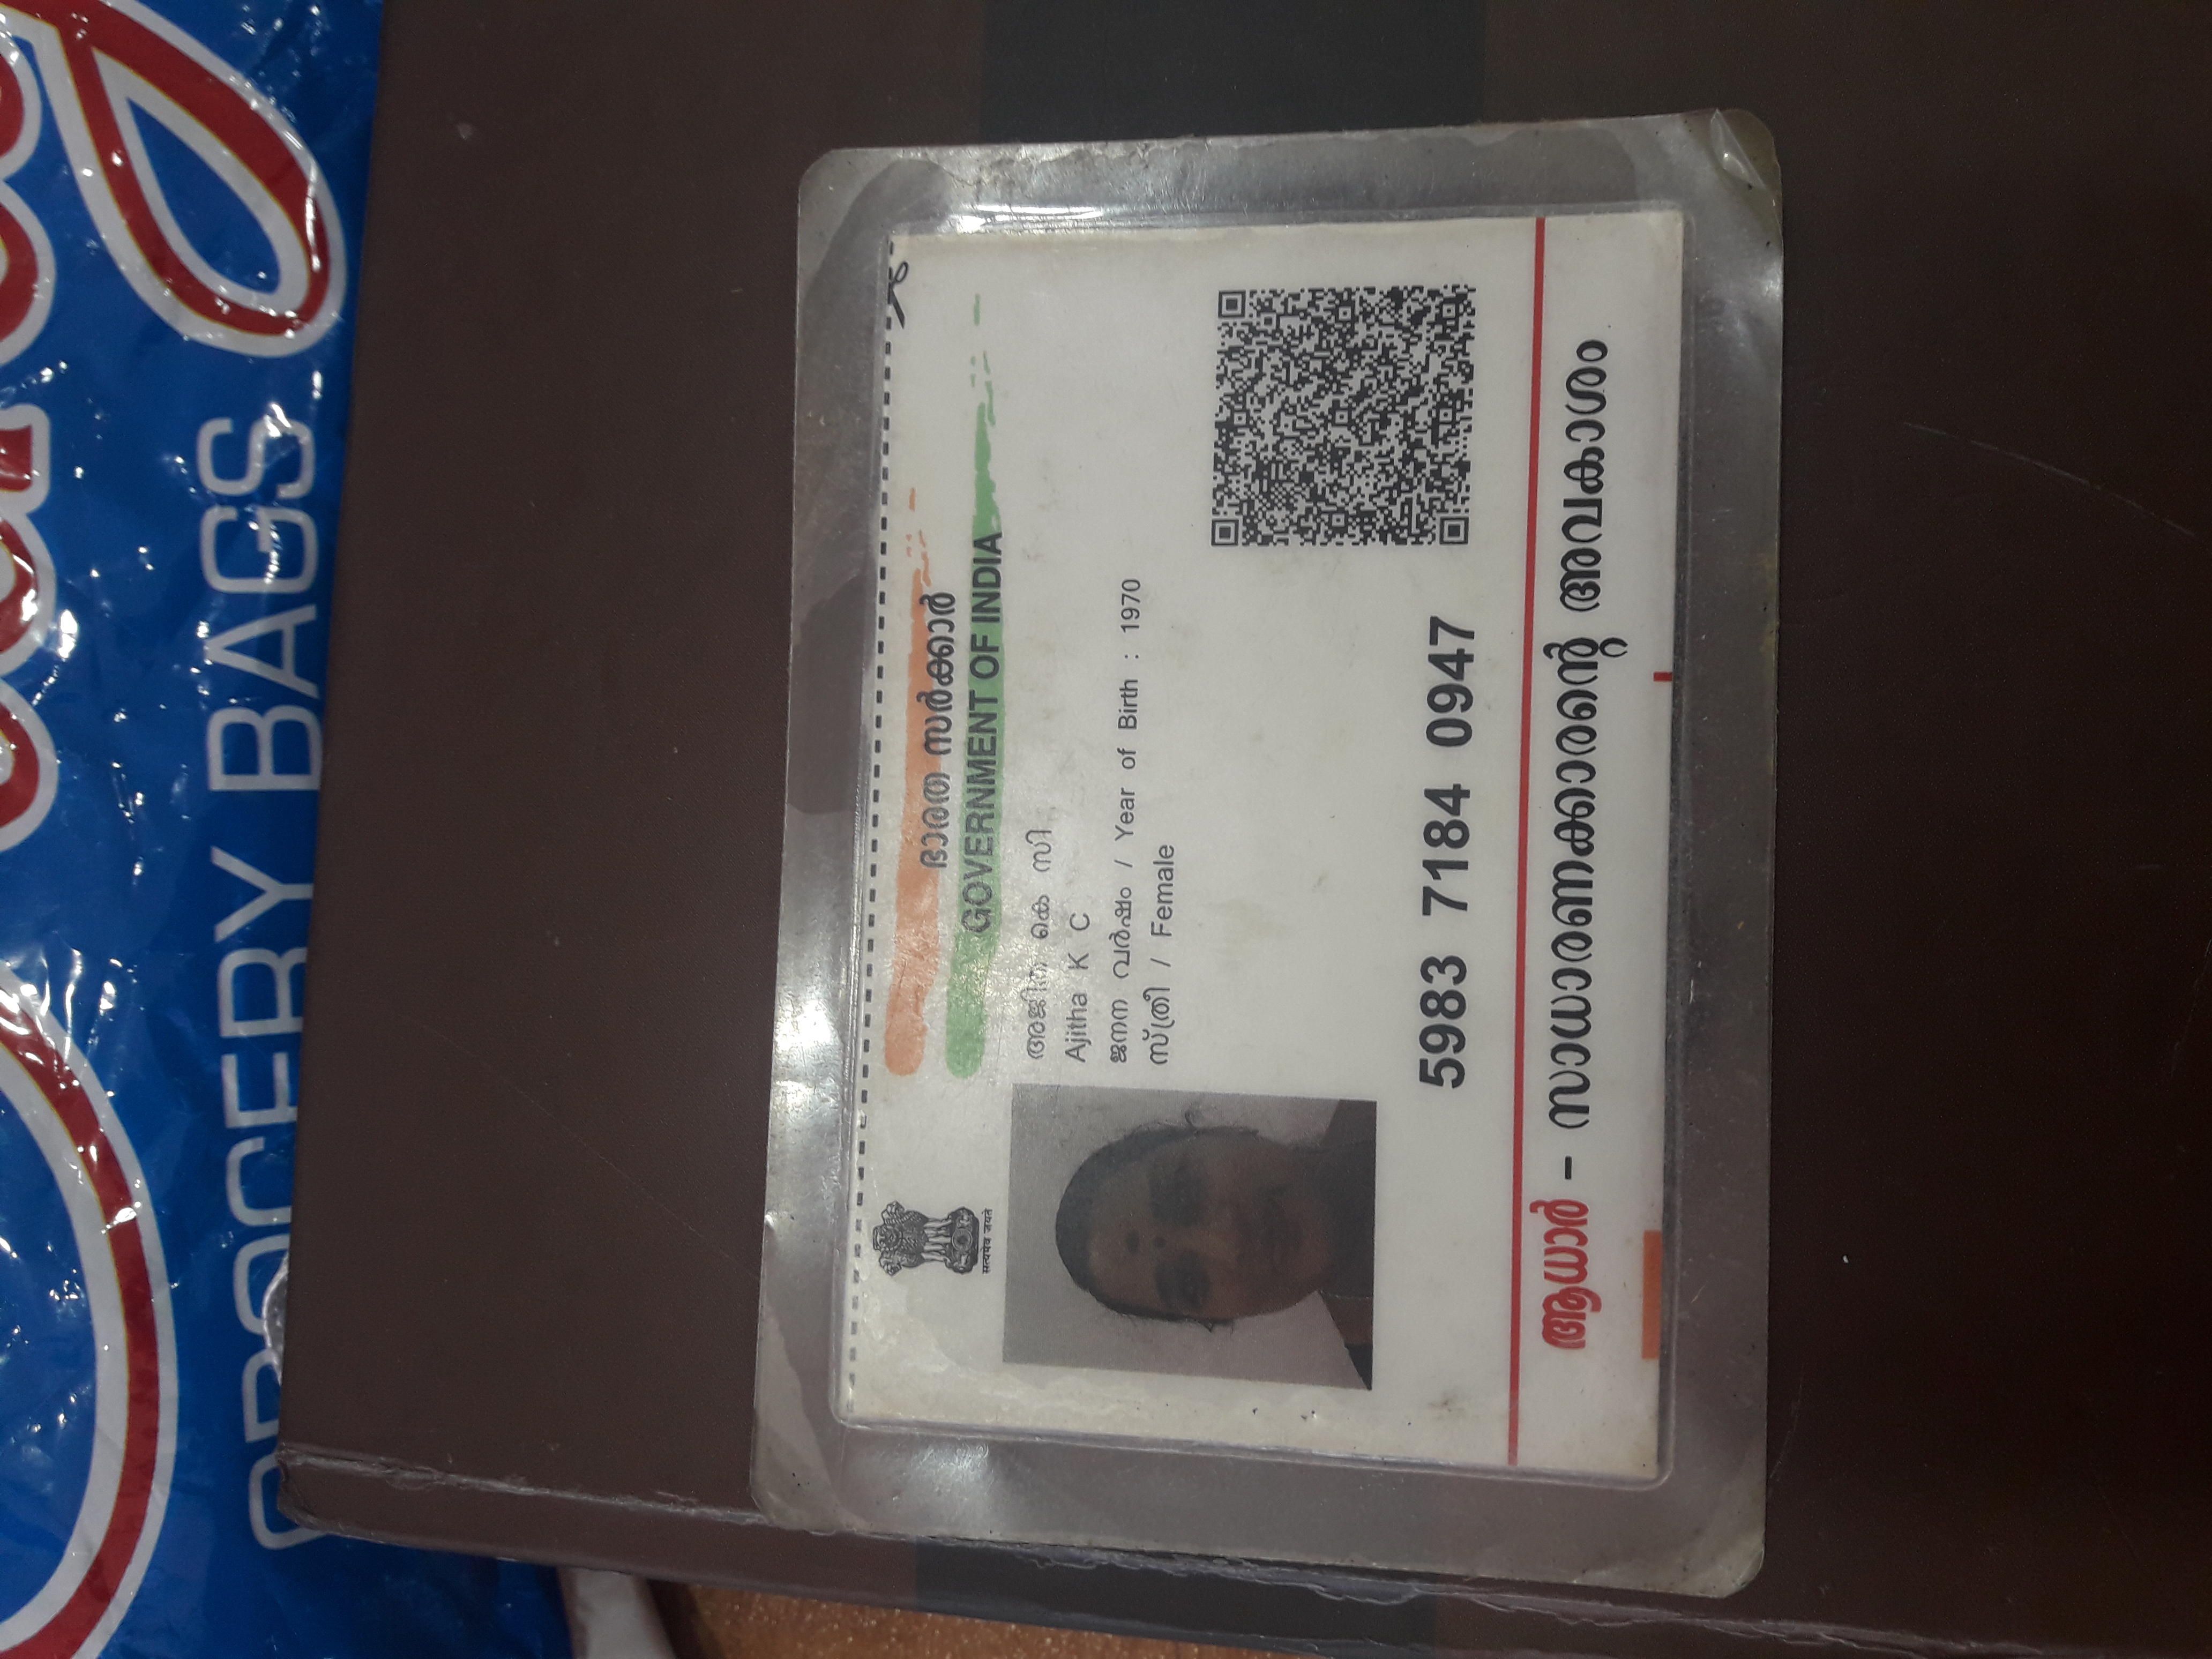 GROCERY BAGS
सत्यमेव जयते
ഭാരത സർക്കാർ
GOVERNMENT OF INDIA
അജിത കെ സി
Ajitha K C
ജനന വർഷം / Year of Birth : 1970
സ്ത്രീ / Female
5983 7184 0947
ആധാർ - സാധാരണക്കാരന്റെ അവകാശം